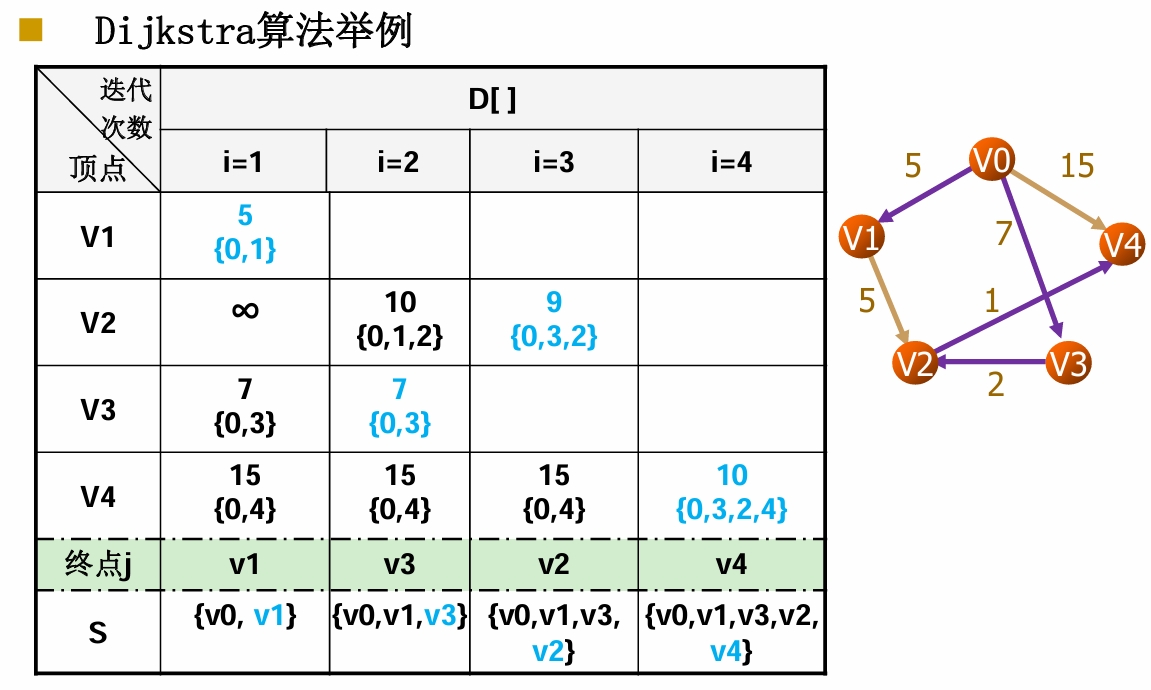 Dijkstra算法举例
迭代
次数
顶点
D[ ]
i=1
i=2
i=3
i=4
V1
5
{0,1}
V2
∞
10
{0,1,2}
9
{0,3,2}
V3
7
{0,3}
7
{0,3}
V4
15
{0,4}
15
{0,4}
15
{0,4}
10
{0,3,2,4}
终点j
v1
v3
v2
v4
S
{v0, v1}
{v0,v1,v3}
{v0,v1,v3,
v2}
{v0,v1,v3,v2,
v4}
V0
5
15
7
V1
V4
5
1
V2
V3
2